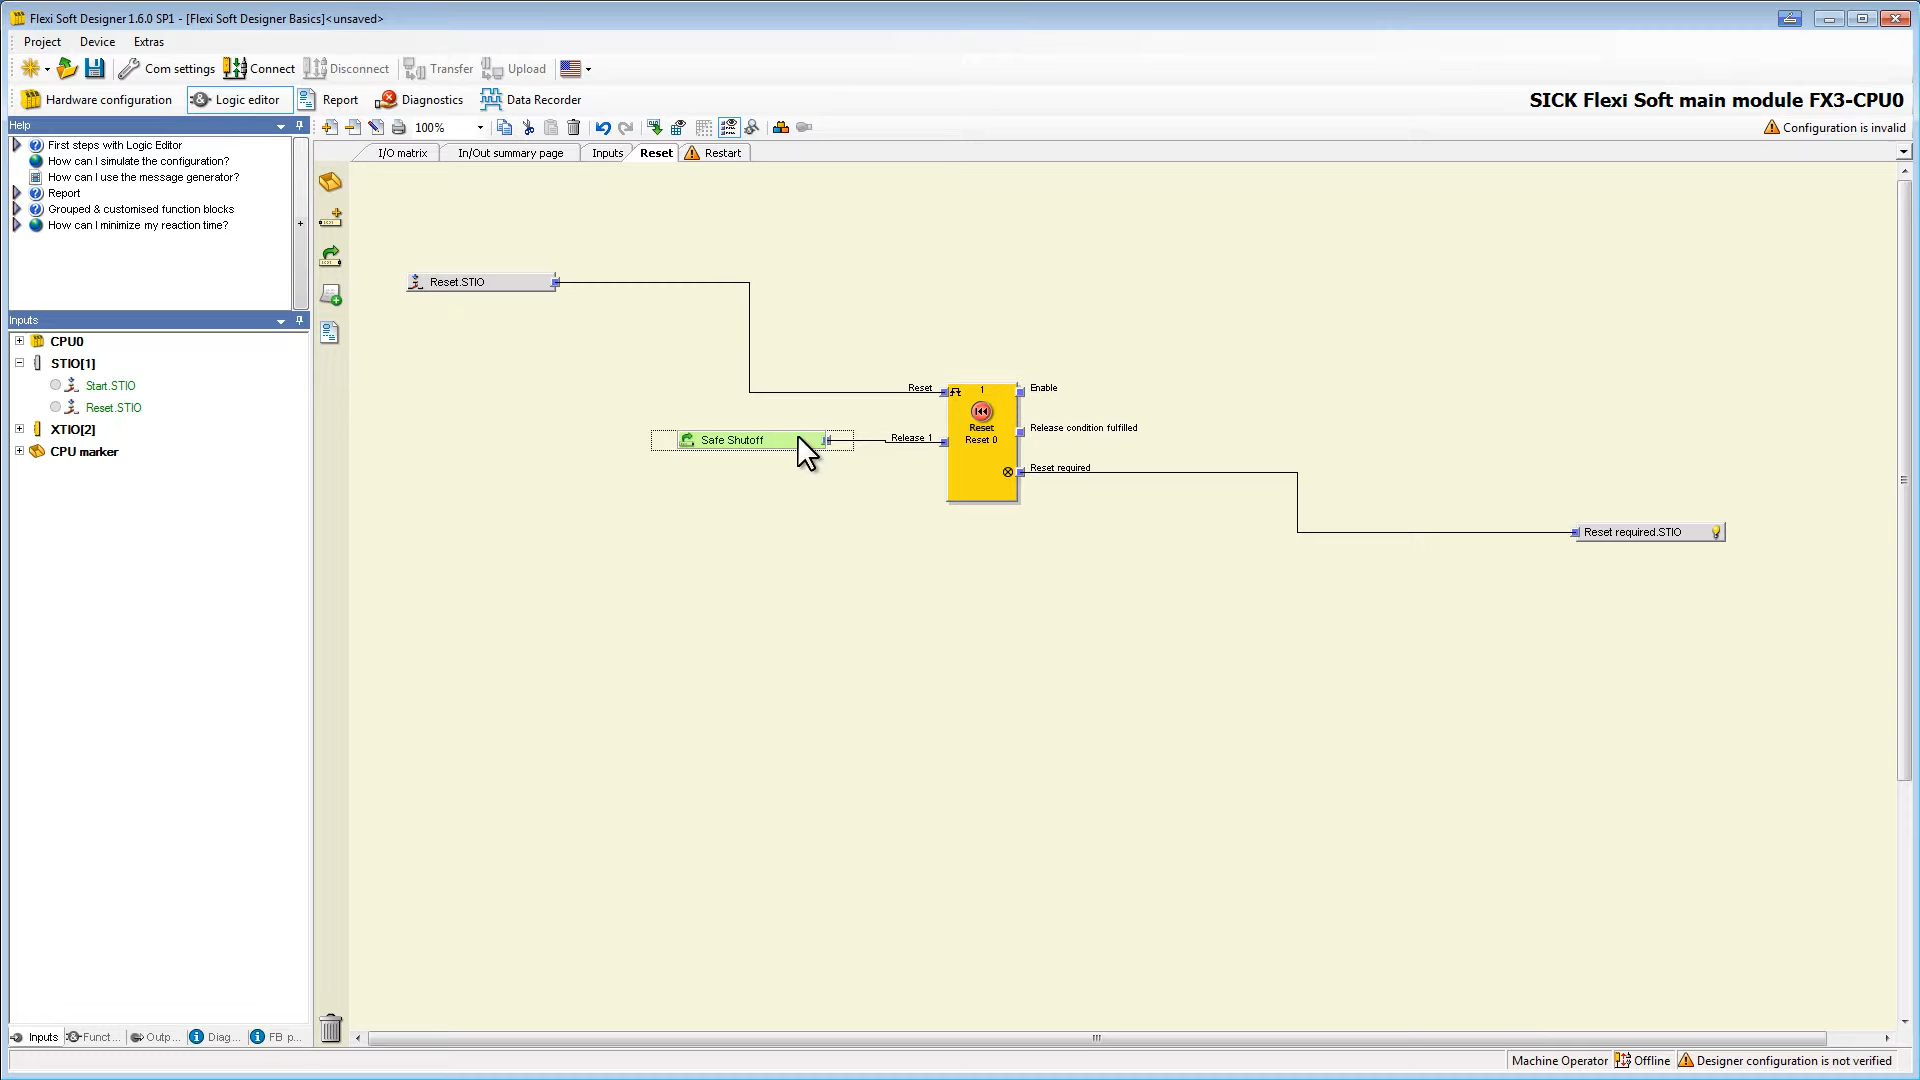 Flexi Soft Designer 1.6.0 SP1 - [Flexi Soft Designer Basics]<unsaved>
Project Device Extras
Com settings Connect Disconnect Transfer Upload
Hardware configuration Logic editor Report Diagnostics Data Recorder
SICK Flexi Soft main module FX3-CPU0
Help
100%
Configuration is invalid
First steps with Logic Editor
How can I simulate the configuration?
How can I use the message generator?
Report
Grouped & customised function blocks
How can I minimize my reaction time?
I/O matrix In/Out summary page Inputs Reset Restart
Inputs
CPU0
STIO[1]
Start.STIO
Reset.STIO
XTIO[2]
CPU marker
Reset.STIO
Reset 1 Enable
Safe Shutoff Release 1 Reset Release condition fulfilled
Reset 0
Reset required
Reset required.STIO
Inputs Funct... Outp... Diag... FB p...
Machine Operator Offline Designer configuration is not verified